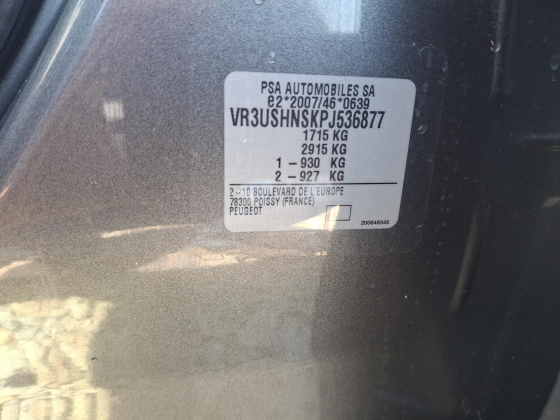 PSA AUTOMOBILES SA
e2*2007/46*0639
VR3USHNSKPJ536877
1715 KG
2915 KG
1 - 930 KG
2 - 927 KG
2-10 BOULEVARD DE L'EUROPE
78300 POISSY (FRANCE)
PEUGEOT
200648345